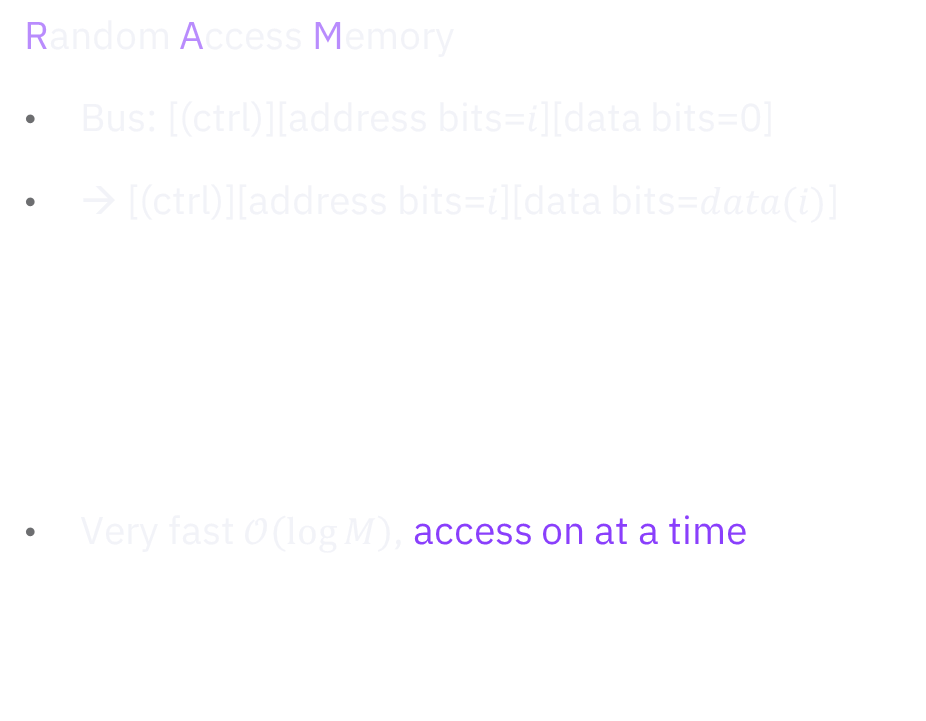 Random Access Memory
• Bus: [(ctrl)][address bits=i][data bits=0]
• → [(ctrl)][address bits=i][data bits=data(i)]
• Very fast 𝒪(log M), access on at a time